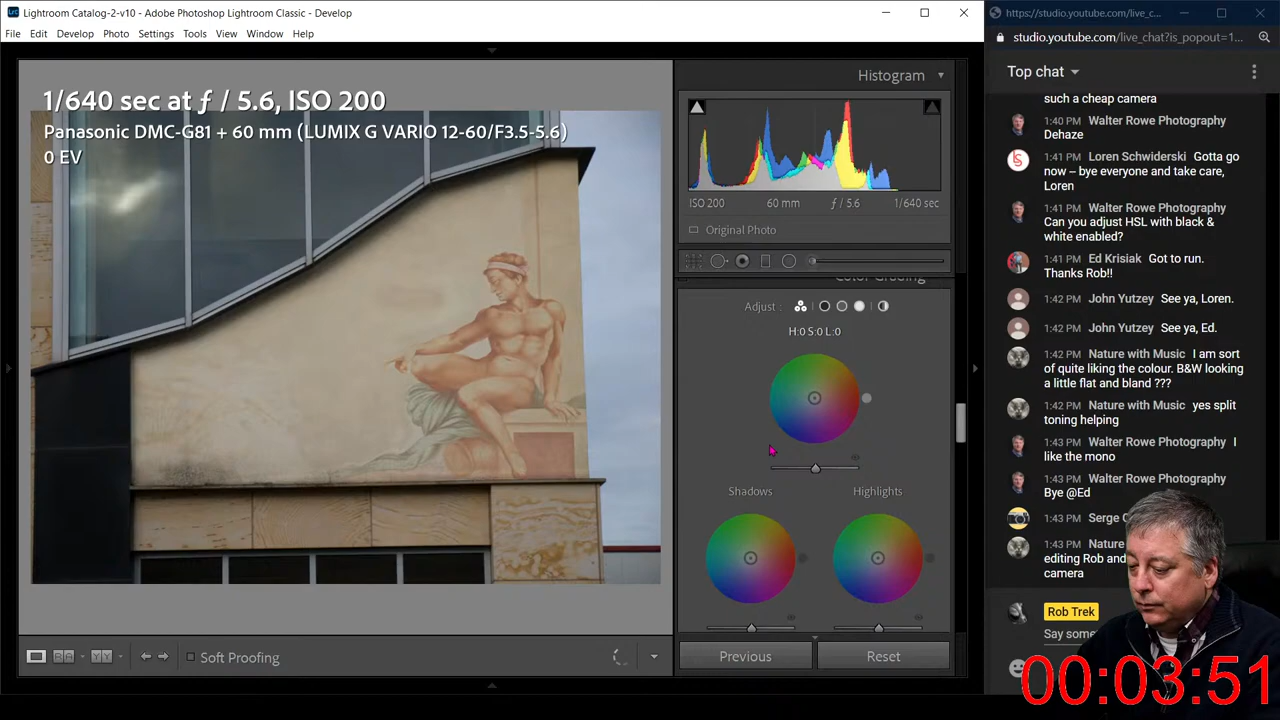 Lightroom Catalog-2-v10 - Adobe Photoshop Lightroom Classic - Develop
File Edit Develop Photo Settings Tools View Window Help
1/640 sec at ƒ / 5.6, ISO 200
Panasonic DMC-G81 + 60 mm (LUMIX G VARIO 12-60/F3.5-5.6)
0 EV
Histogram
ISO 200 60 mm ƒ / 5.6 1/640 sec
Original Photo
Color Grading
Adjust :
H:0 S:0 L:0
Shadows Highlights
Soft Proofing
Previous Reset
https://studio.youtube.com/live_c...
studio.youtube.com/live_chat?is_popout=1...
Top chat
such a cheap camera
1:40 PM Walter Rowe Photography
Dehaze
1:41 PM Loren Schwiderski Gotta go
now – bye everyone and take care,
Loren
1:41 PM Walter Rowe Photography
Can you adjust HSL with black &
white enabled?
1:41 PM Ed Krisiak Got to run.
Thanks Rob!!
1:42 PM John Yutzey See ya, Loren.
1:42 PM John Yutzey See ya, Ed.
1:42 PM Nature with Music I am sort
of quite liking the colour. B&W looking
a little flat and bland ???
1:42 PM Nature with Music yes split
toning helping
1:43 PM Walter Rowe Photography I
like the mono
1:43 PM Walter Rowe Photography
Bye @Ed
1:43 PM Serge
1:43 PM Nature
editing Rob and
camera
Rob Trek
Say some
00:03:51